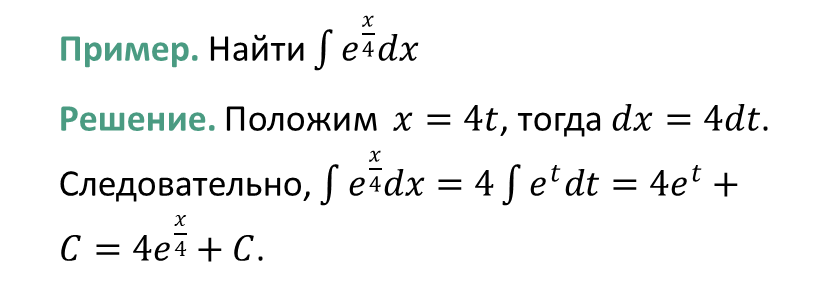 Пример. Найти ∫ e^{x/4} dx
Решение. Положим x = 4t, тогда dx = 4dt.
Следовательно, ∫ e^{x/4} dx = 4 ∫ e^t dt = 4e^t +
C = 4e^{x/4} + C.